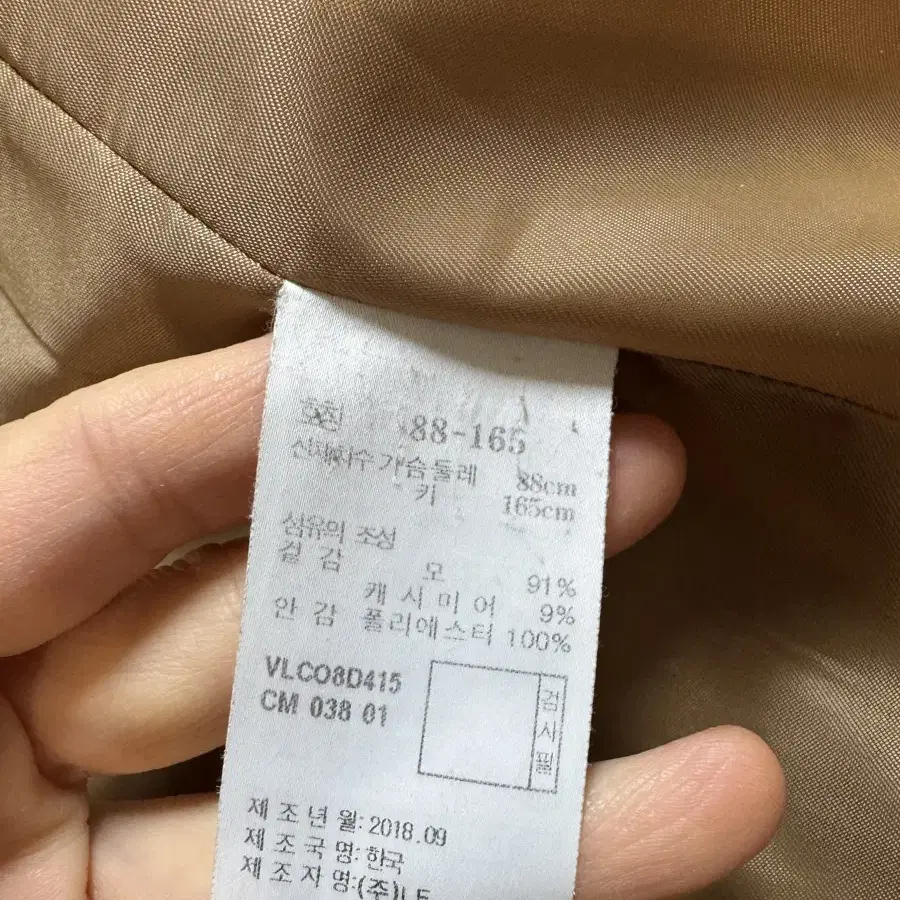 호칭 88-165
신체치수 가슴둘레 88cm
키 165cm
섬유의 조성
겉 감 모 91%
캐 시 미 어 9%
안 감 폴리에스터 100%
VLCO8D415
CM 038 01
검 사 필
제 조 년 월: 2018.09
제 조 국 명: 한국
제 조 자 명:(주)LF